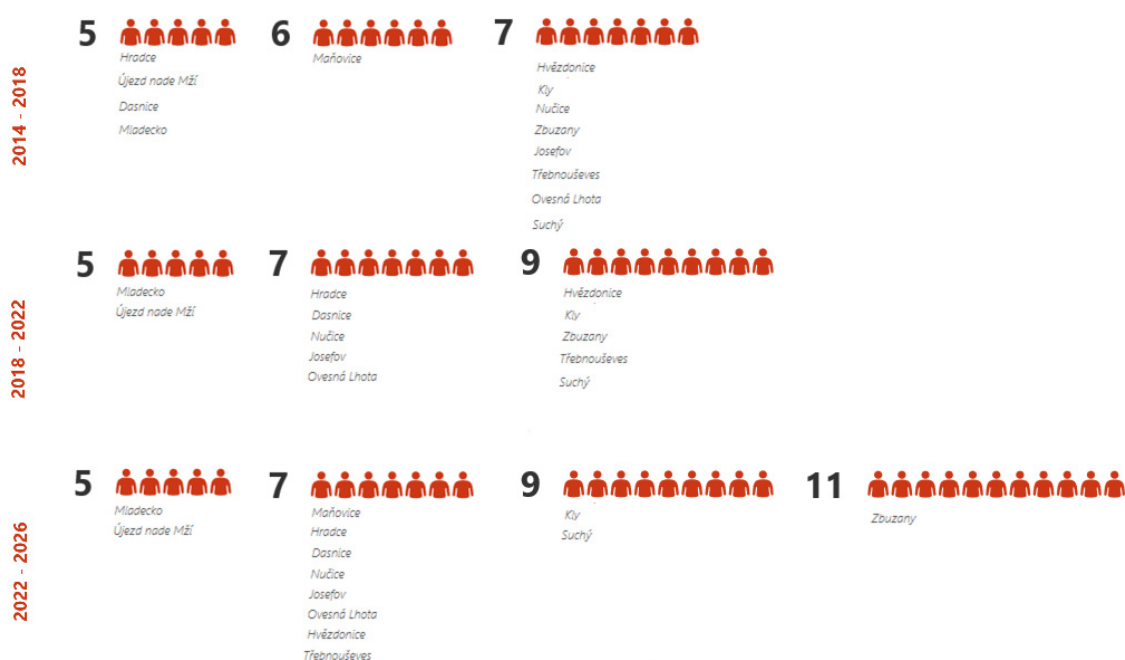 2014 - 2018
5
Hradce
Újezd nade Mží
Dasnice
Mladecko
6
Maňovice
7
Hvězdonice
Kly
Nučice
Zbuzany
Josefov
Třebnouševes
Ovesná Lhota
Suchý
2018 - 2022
5
Mladecko
Újezd nade Mží
7
Hradce
Dasnice
Nučice
Josefov
Ovesná Lhota
9
Hvězdonice
Kly
Zbuzany
Třebnouševes
Suchý
2022 - 2026
5
Mladecko
Újezd nade Mží
7
Maňovice
Hradce
Dasnice
Nučice
Josefov
Ovesná Lhota
Hvězdonice
Třebnouševes
9
Kly
Suchý
11
Zbuzany